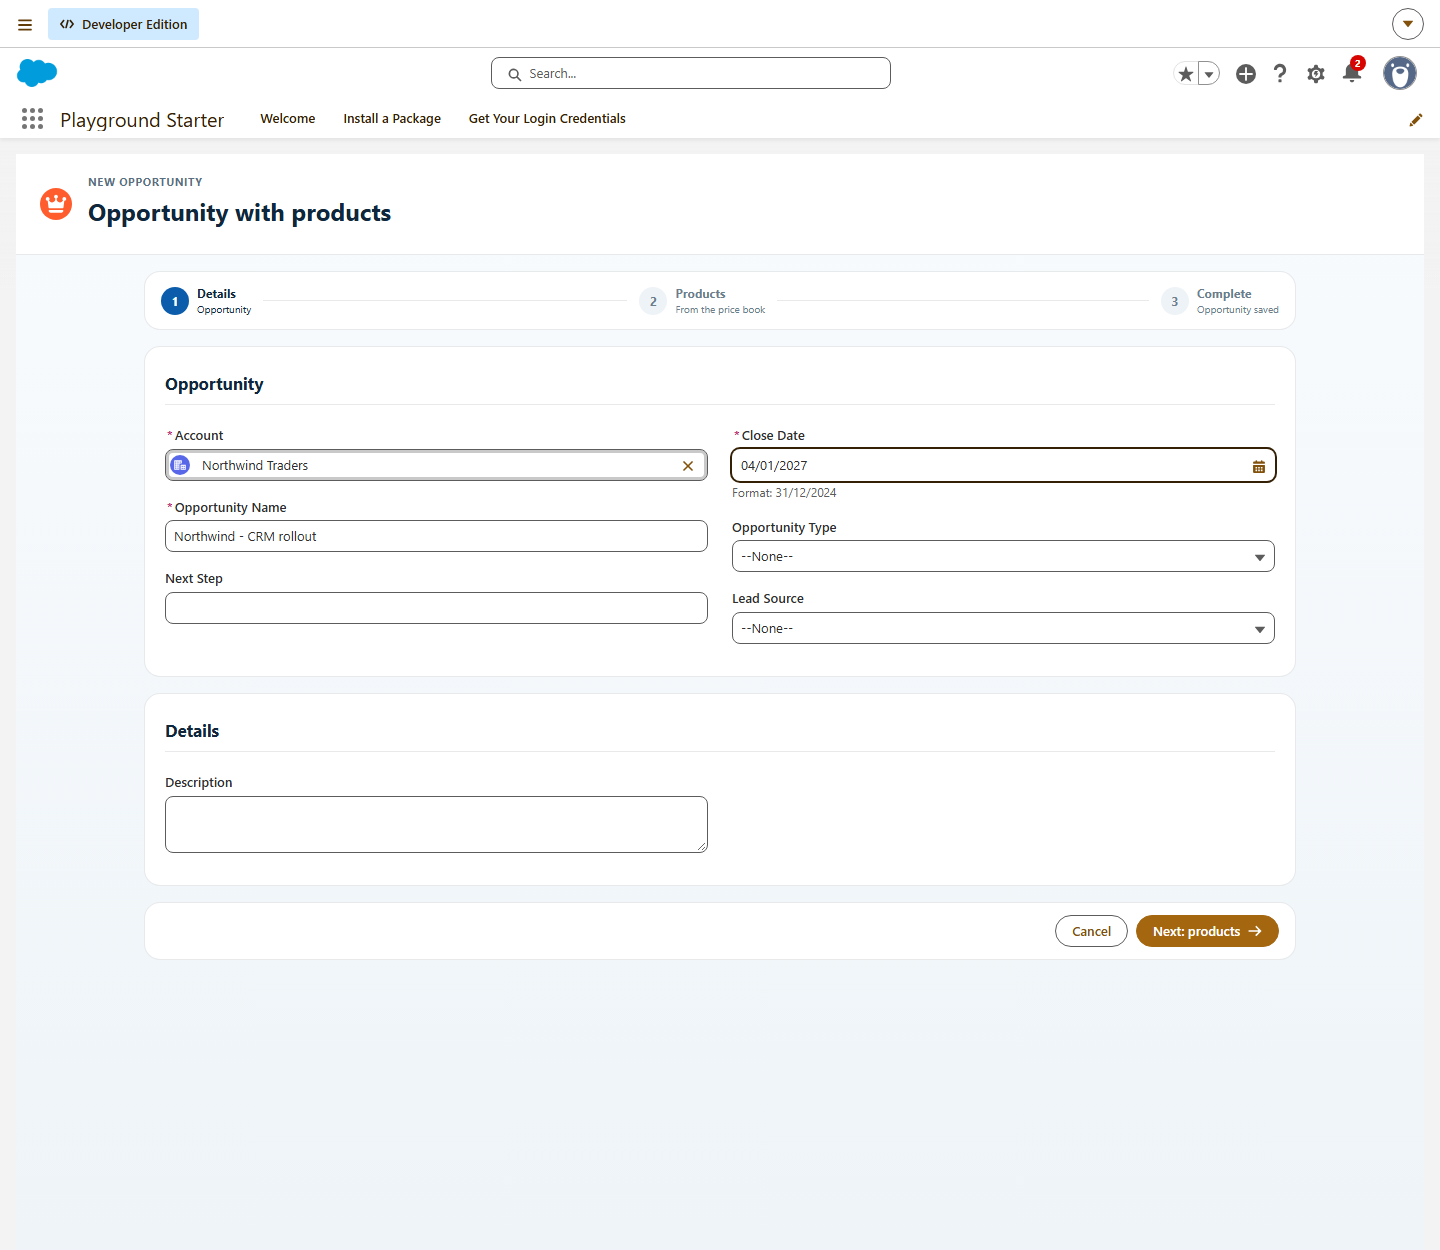 Developer Edition
Search...
2
Playground Starter
Welcome
Install a Package
Get Your Login Credentials
NEW OPPORTUNITY
Opportunity with products
1
Details
Opportunity
2
Products
From the price book
3
Complete
Opportunity saved
Opportunity
*Account
Northwind Traders
*Close Date
04/01/2027
Format: 31/12/2024
*Opportunity Name
Northwind - CRM rollout
Opportunity Type
--None--
Next Step
Lead Source
--None--
Details
Description
Cancel
Next: products